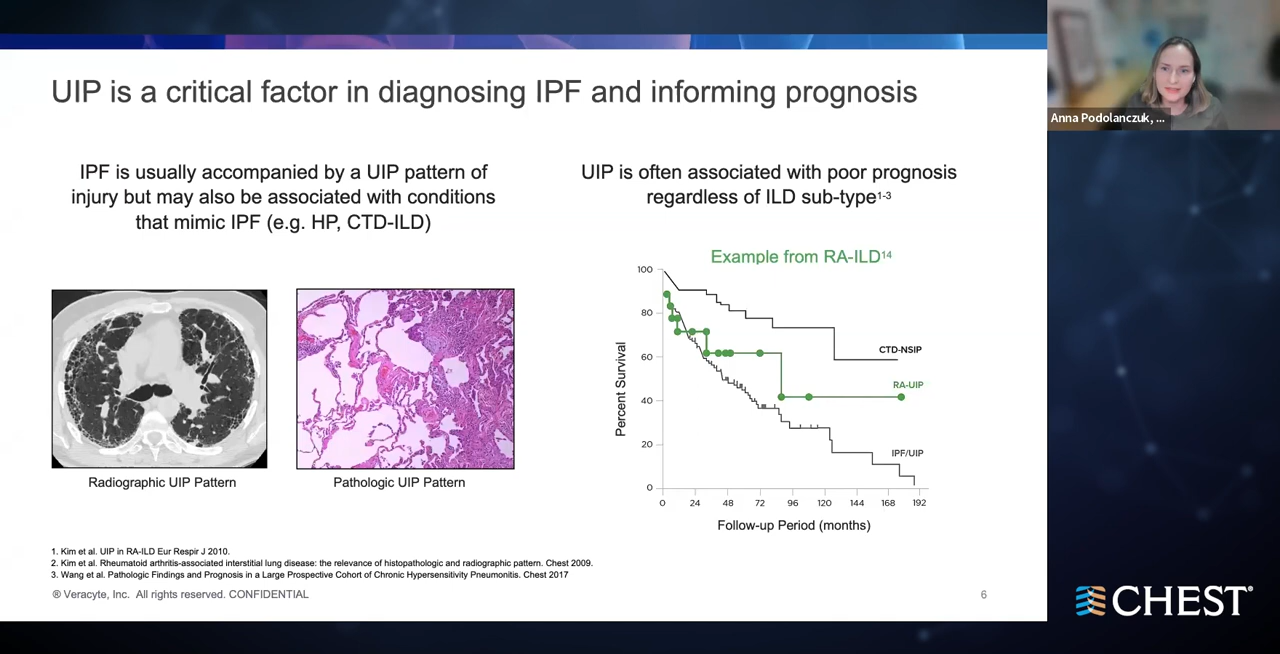 UIP is a critical factor in diagnosing IPF and informing prognosis
Anna Podolanczuk, ...
IPF is usually accompanied by a UIP pattern of
injury but may also be associated with conditions
that mimic IPF (e.g. HP, CTD-ILD)
UIP is often associated with poor prognosis
regardless of ILD sub-type1-3
Radiographic UIP Pattern
Pathologic UIP Pattern
Example from RA-ILD14
Percent Survival
100
80
60
40
20
0
CTD-NSIP
RA-UIP
IPF/UIP
0 24 48 72 96 120 144 168 192
Follow-up Period (months)
1. Kim et al. UIP in RA-ILD Eur Respir J 2010.
2. Kim et al. Rheumatoid arthritis-associated interstitial lung disease: the relevance of histopathologic and radiographic pattern. Chest 2009.
3. Wang et al. Pathologic Findings and Prognosis in a Large Prospective Cohort of Chronic Hypersensitivity Pneumonitis. Chest 2017
® Veracyte, Inc. All rights reserved. CONFIDENTIAL
6
CHEST®